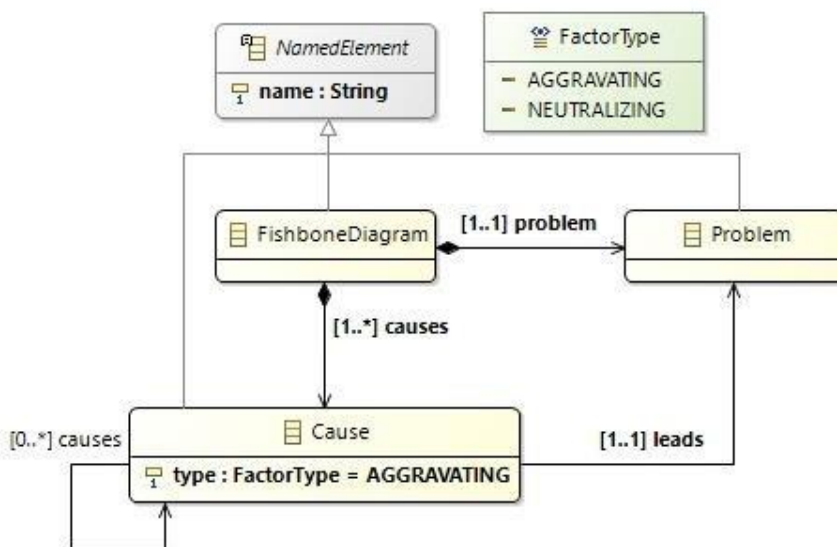 NamedElement
name : String
FactorType
AGGRAVATING
NEUTRALIZING
FishboneDiagram
[1..1] problem
Problem
[1..*] causes
[0..*] causes
Cause
type : FactorType = AGGRAVATING
[1..1] leads